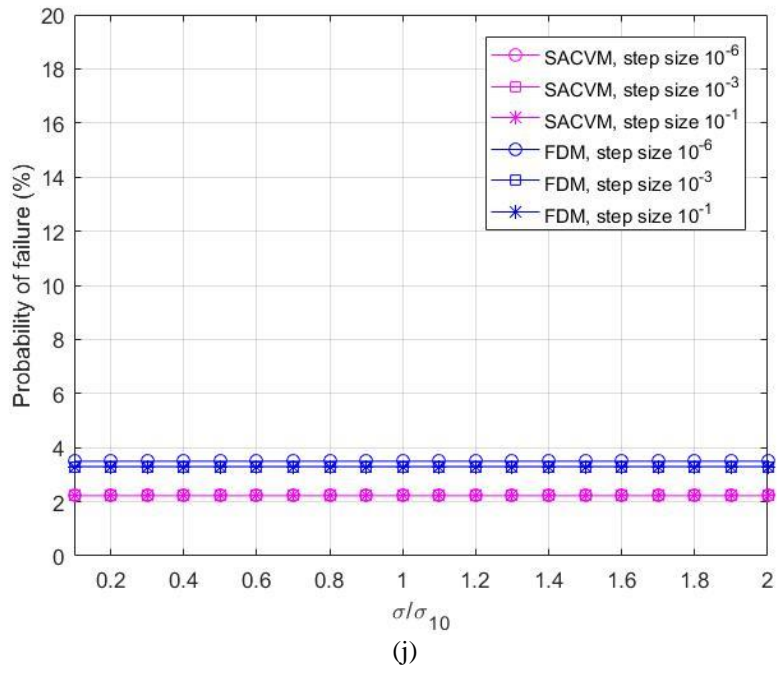 20
18
16
14
12
10
8
6
4
2
0
Probability of failure (%)
SACVM, step size 10^-6
SACVM, step size 10^-3
SACVM, step size 10^-1
FDM, step size 10^-6
FDM, step size 10^-3
FDM, step size 10^-1
0.2 0.4 0.6 0.8 1 1.2 1.4 1.6 1.8 2
σ/σ_10
(j)